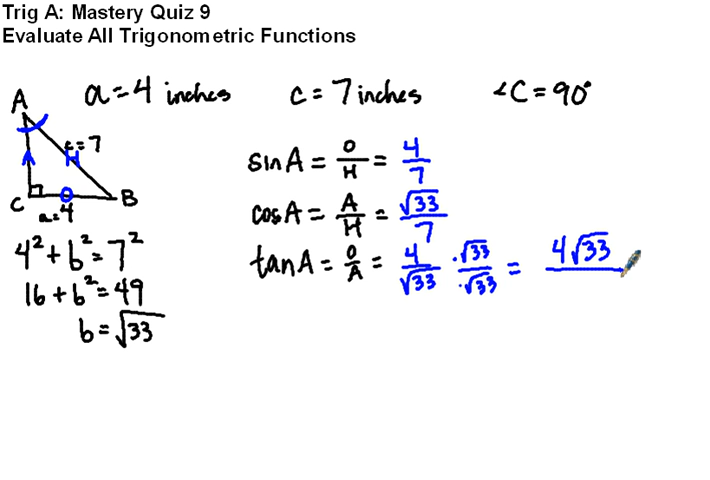 Trig A: Mastery Quiz 9
Evaluate All Trigonometric Functions
a = 4 inches c = 7 inches ∠C = 90°
A
c = 7
H
A
C
O
B
a = 4
sin A = O/H = 4/7
cos A = A/H = √33/7
tan A = O/A = 4/√33 · √33/· √33 = 4√33
4² + b² = 7²
16 + b² = 49
b = √33